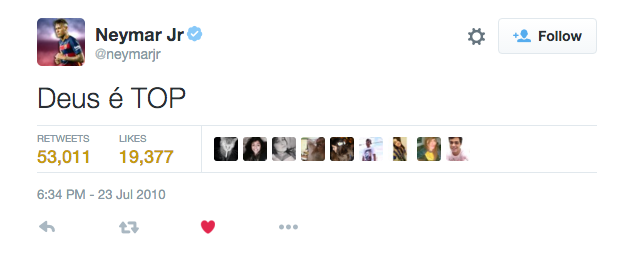 Neymar Jr
@neymarjr
Follow
Deus é TOP
RETWEETS LIKES
53,011 19,377
6:34 PM - 23 Jul 2010